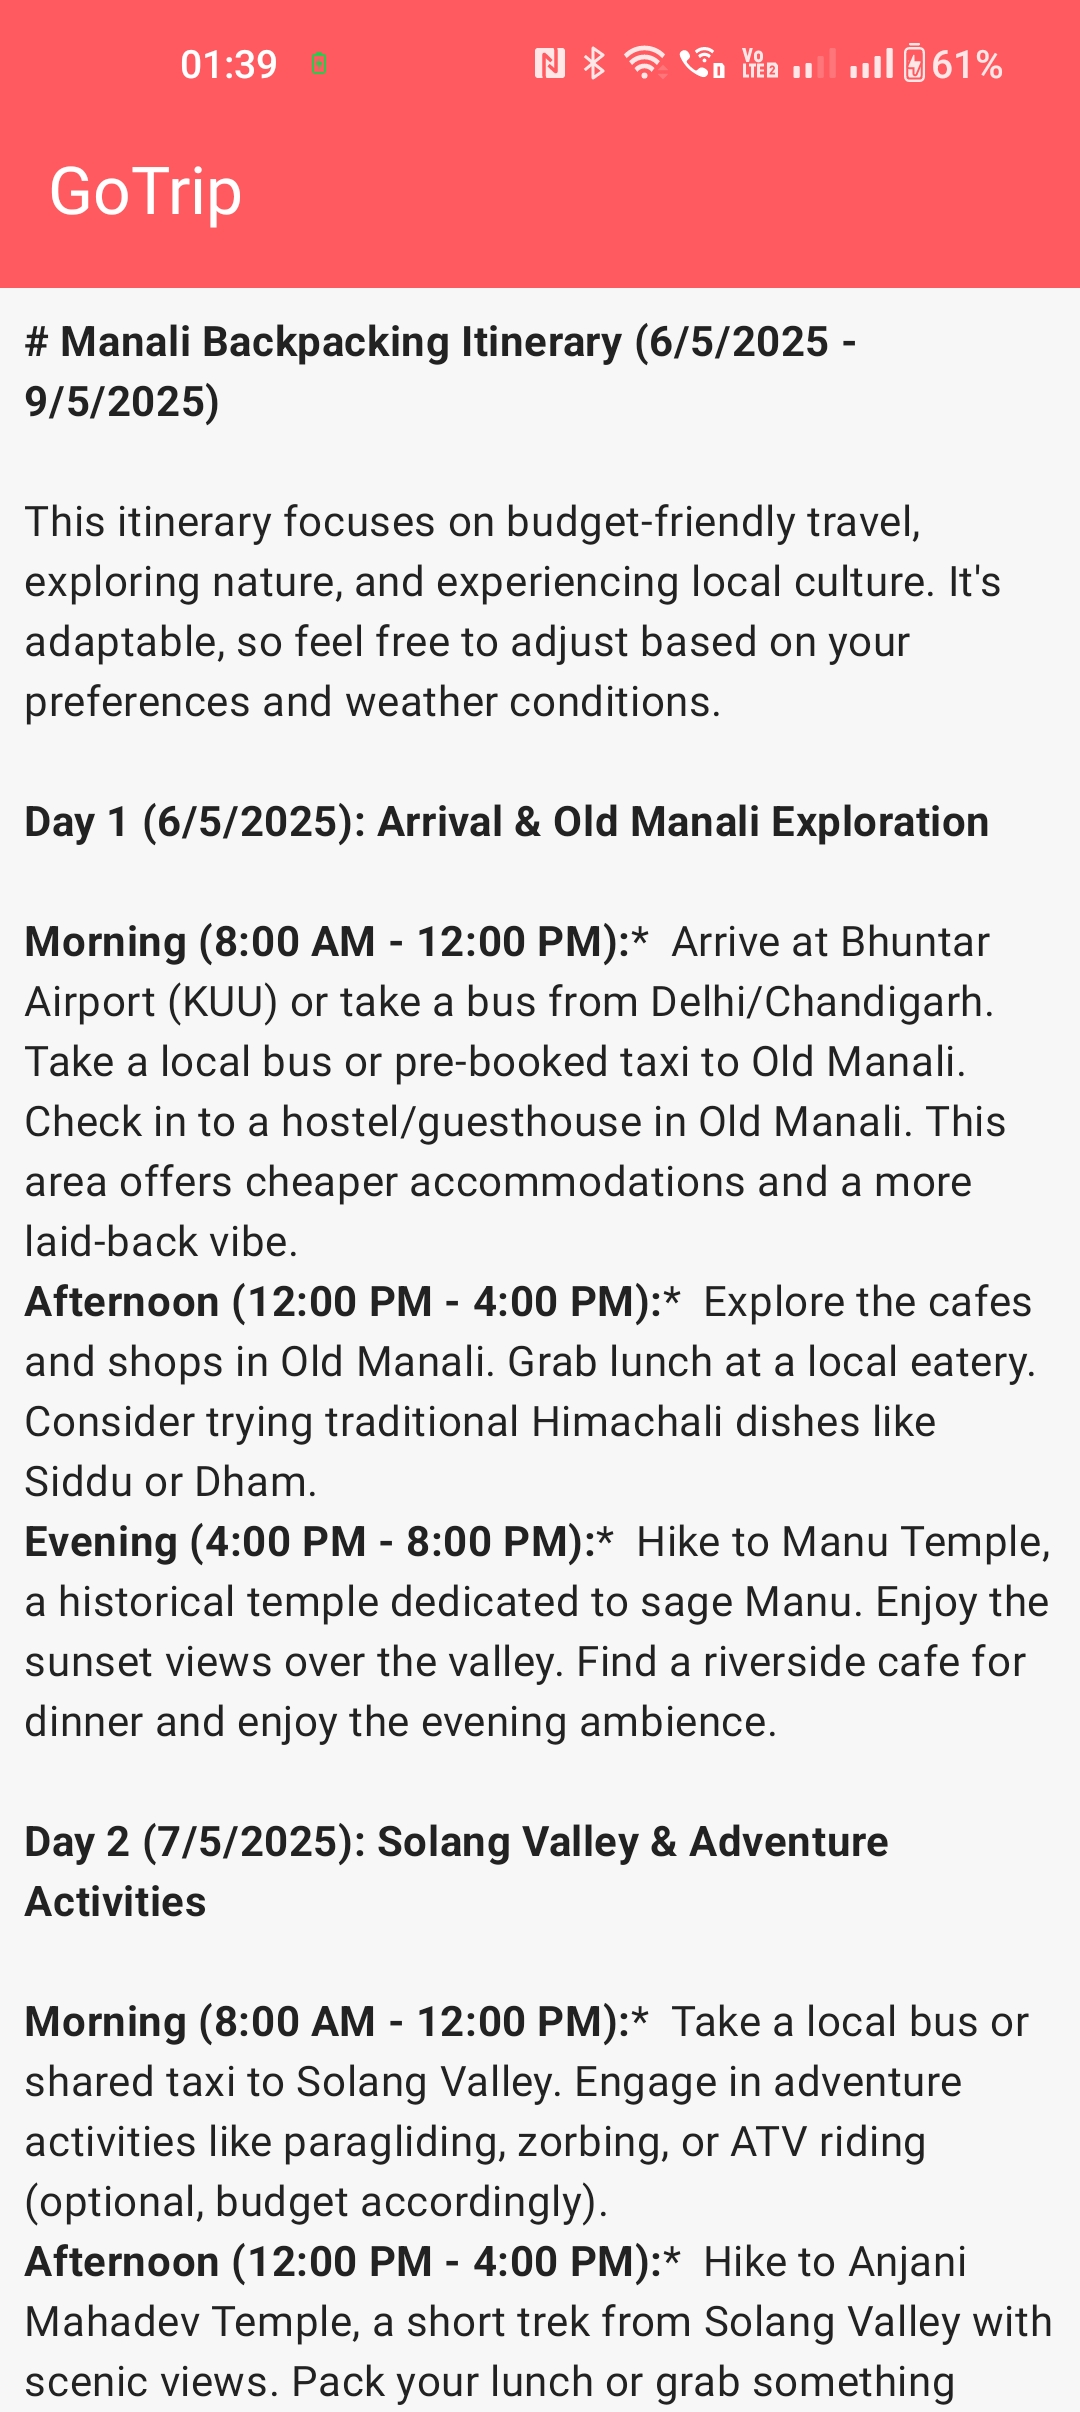 01:39 Vo LTE2 61%
GoTrip
# Manali Backpacking Itinerary (6/5/2025 -
9/5/2025)
This itinerary focuses on budget-friendly travel,
exploring nature, and experiencing local culture. It's
adaptable, so feel free to adjust based on your
preferences and weather conditions.
Day 1 (6/5/2025): Arrival & Old Manali Exploration
Morning (8:00 AM - 12:00 PM):*  Arrive at Bhuntar
Airport (KUU) or take a bus from Delhi/Chandigarh.
Take a local bus or pre-booked taxi to Old Manali.
Check in to a hostel/guesthouse in Old Manali. This
area offers cheaper accommodations and a more
laid-back vibe.
Afternoon (12:00 PM - 4:00 PM):*  Explore the cafes
and shops in Old Manali. Grab lunch at a local eatery.
Consider trying traditional Himachali dishes like
Siddu or Dham.
Evening (4:00 PM - 8:00 PM):*  Hike to Manu Temple,
a historical temple dedicated to sage Manu. Enjoy the
sunset views over the valley. Find a riverside cafe for
dinner and enjoy the evening ambience.
Day 2 (7/5/2025): Solang Valley & Adventure
Activities
Morning (8:00 AM - 12:00 PM):*  Take a local bus or
shared taxi to Solang Valley. Engage in adventure
activities like paragliding, zorbing, or ATV riding
(optional, budget accordingly).
Afternoon (12:00 PM - 4:00 PM):*  Hike to Anjani
Mahadev Temple, a short trek from Solang Valley with
scenic views. Pack your lunch or grab something